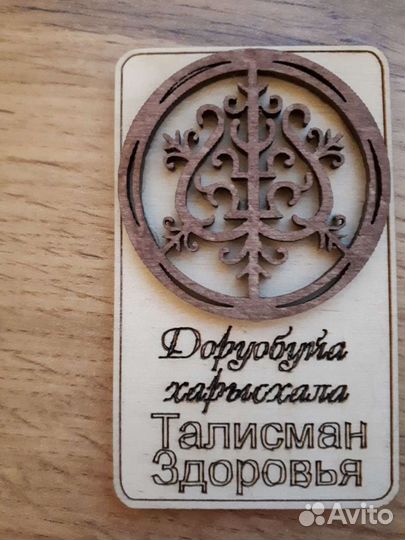 Доруобуйа
харысхала
Талисман
Здоровья
Avito